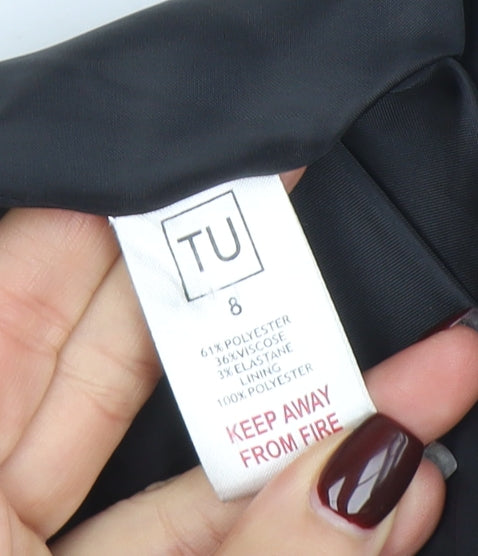 TU
8
61% POLYESTER
36% VISCOSE
3% ELASTANE
LINING
100% POLYESTER
KEEP AWAY
FROM FIRE